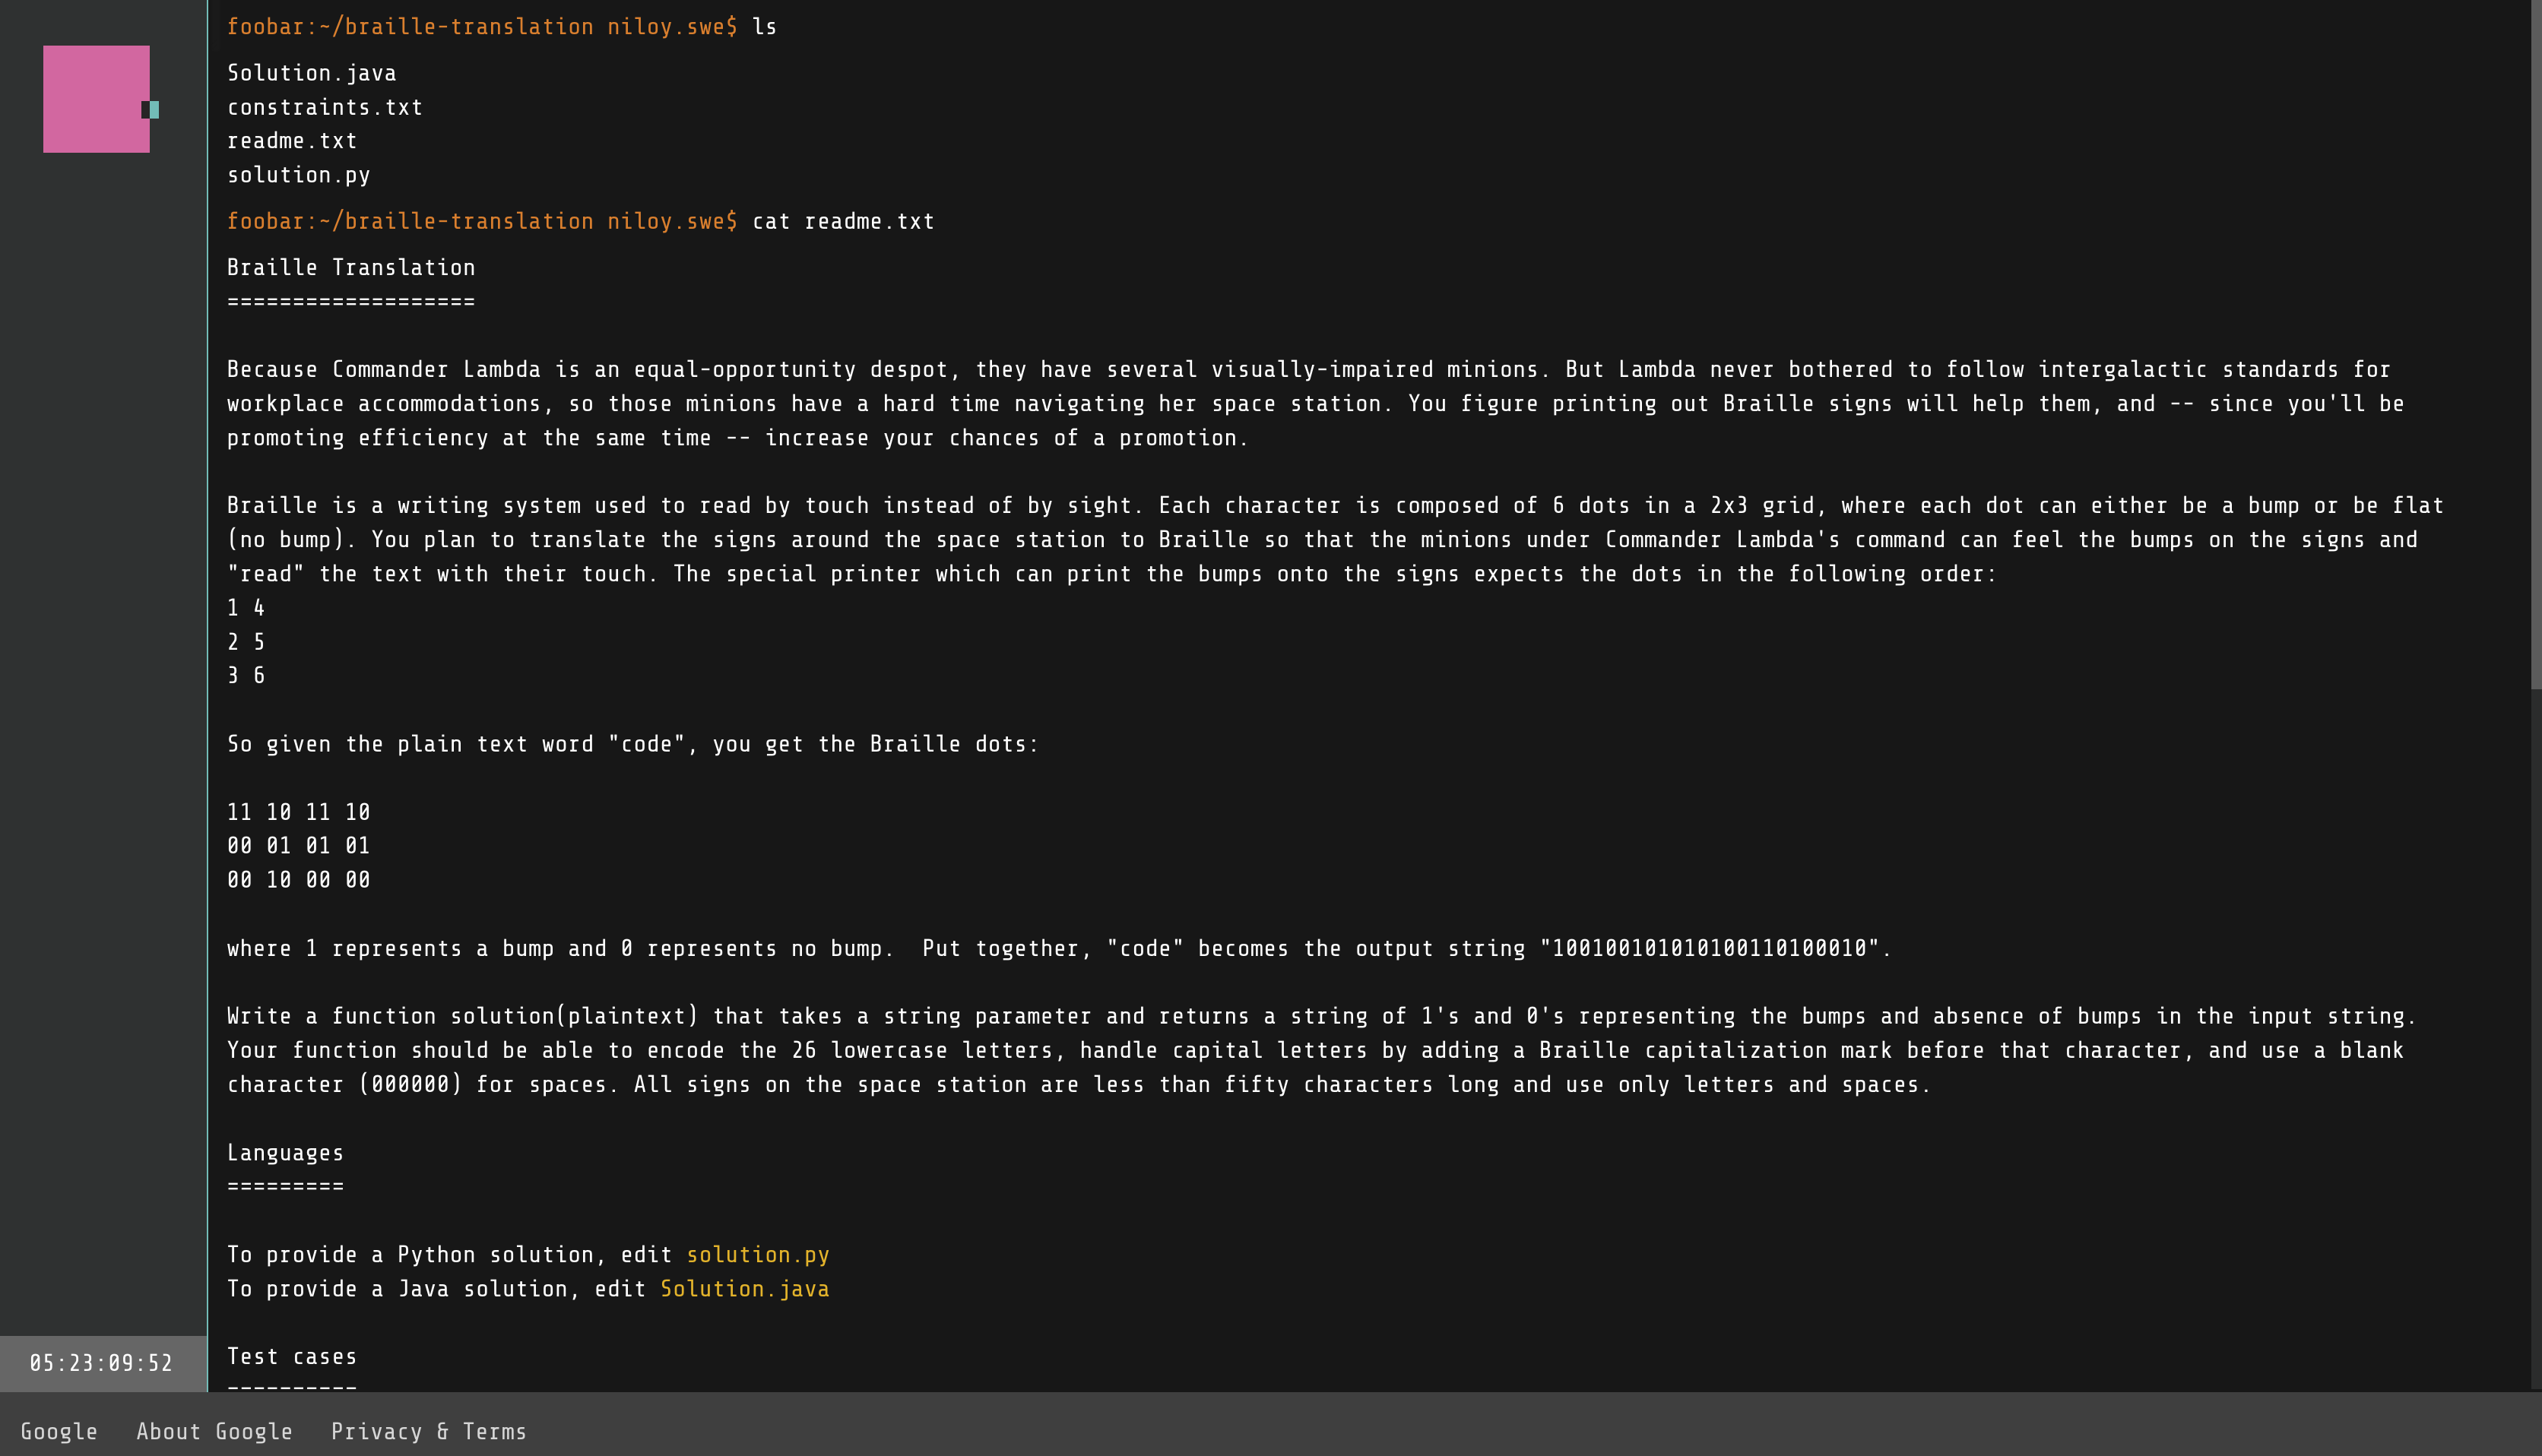 foobar:~/braille-translation niloy.swe$ ls
Solution.java
constraints.txt
readme.txt
solution.py
foobar:~/braille-translation niloy.swe$ cat readme.txt
Braille Translation
===================
Because Commander Lambda is an equal-opportunity despot, they have several visually-impaired minions. But Lambda never bothered to follow intergalactic standards for
workplace accommodations, so those minions have a hard time navigating her space station. You figure printing out Braille signs will help them, and -- since you'll be
promoting efficiency at the same time -- increase your chances of a promotion.
Braille is a writing system used to read by touch instead of by sight. Each character is composed of 6 dots in a 2x3 grid, where each dot can either be a bump or be flat
(no bump). You plan to translate the signs around the space station to Braille so that the minions under Commander Lambda's command can feel the bumps on the signs and
"read" the text with their touch. The special printer which can print the bumps onto the signs expects the dots in the following order:
1 4
2 5
3 6
So given the plain text word "code", you get the Braille dots:
11 10 11 10
00 01 01 01
00 10 00 00
where 1 represents a bump and 0 represents no bump.  Put together, "code" becomes the output string "100100101010100110100010".
Write a function solution(plaintext) that takes a string parameter and returns a string of 1's and 0's representing the bumps and absence of bumps in the input string.
Your function should be able to encode the 26 lowercase letters, handle capital letters by adding a Braille capitalization mark before that character, and use a blank
character (000000) for spaces. All signs on the space station are less than fifty characters long and use only letters and spaces.
Languages
=========
To provide a Python solution, edit solution.py
To provide a Java solution, edit Solution.java
Test cases
05:23:09:52
Google About Google Privacy & Terms